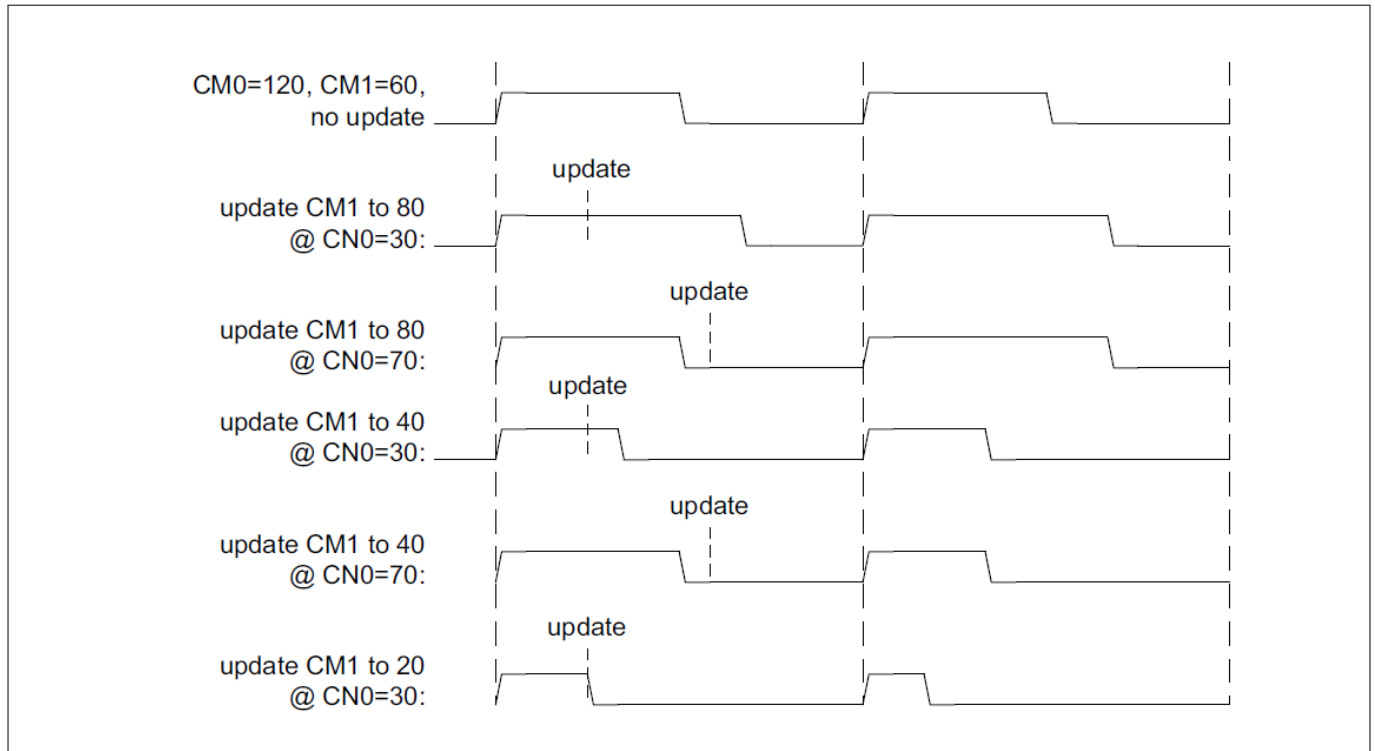 CM0=120, CM1=60,
no update
update
update CM1 to 80
@ CN0=30:
update
update CM1 to 80
@ CN0=70:
update
update CM1 to 40
@ CN0=30:
update
update CM1 to 40
@ CN0=70:
update
update CM1 to 20
@ CN0=30: